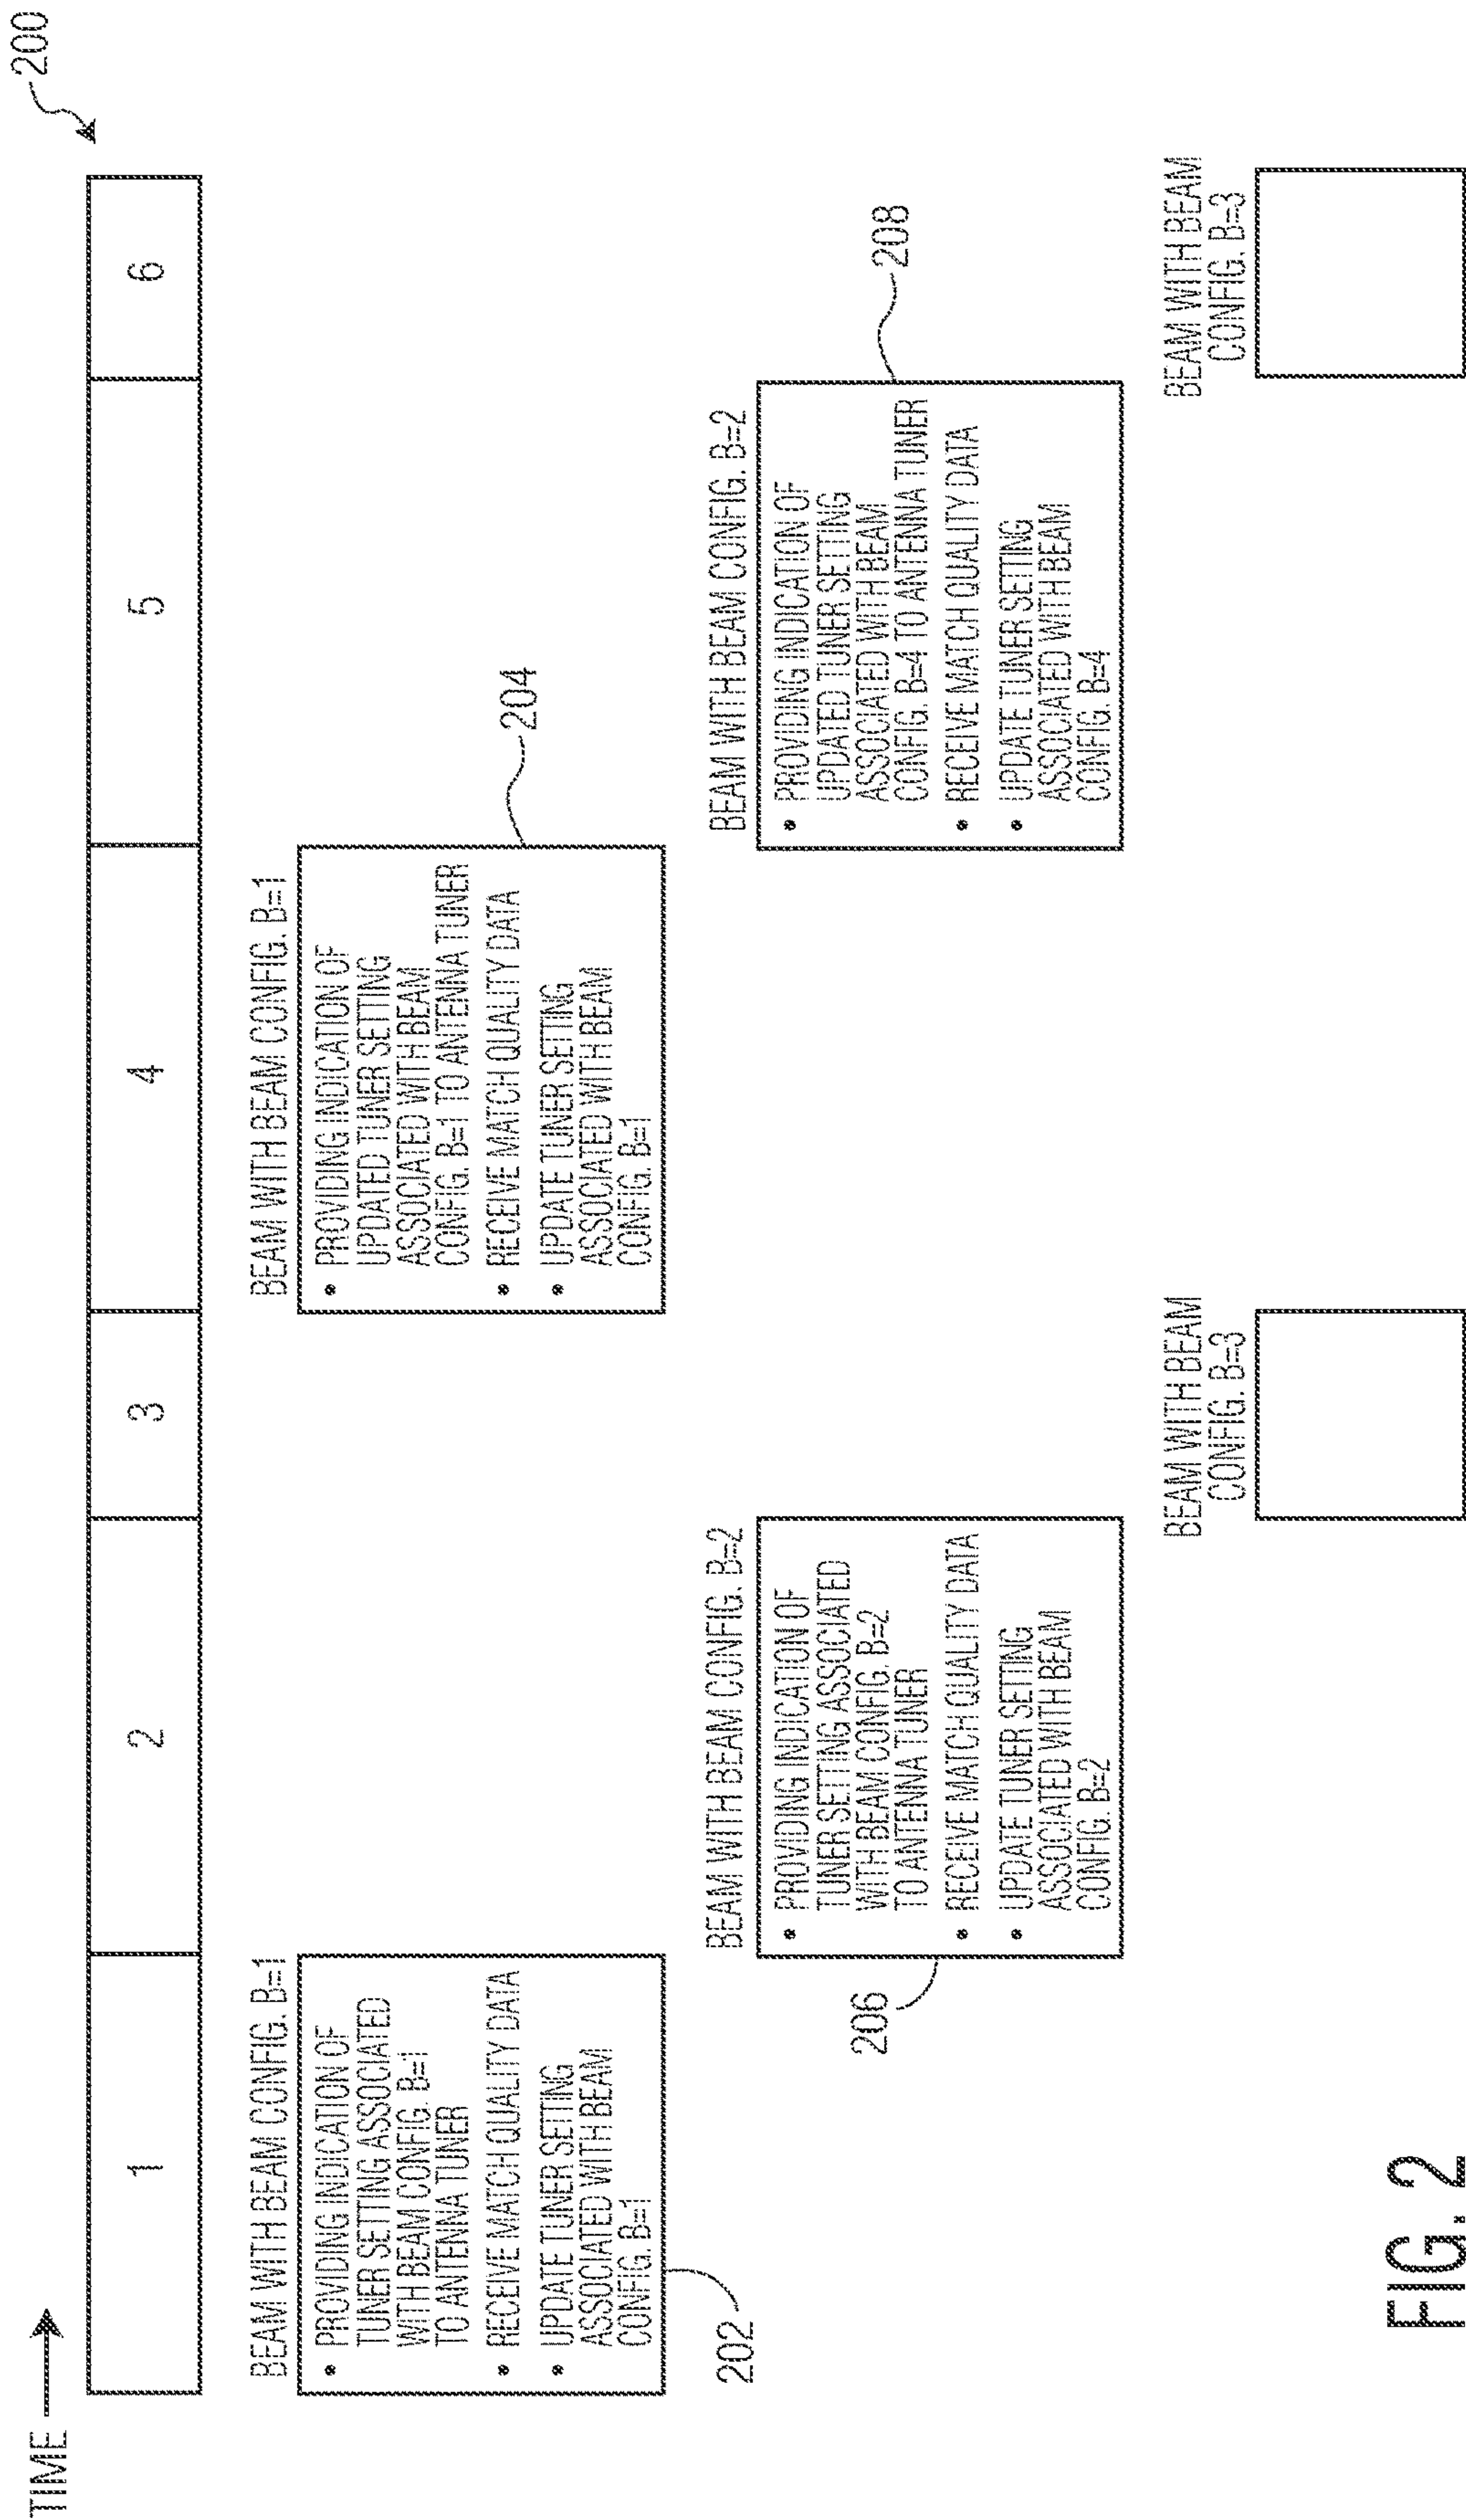 TIME
200
1
2
3
4
5
6
BEAM WITH BEAM CONFIG. B=1
• PROVIDING INDICATION OF
TUNER SETTING ASSOCIATED
WITH BEAM CONFIG. B=1
TO ANTENNA TUNER
• RECEIVE MATCH QUALITY DATA
• UPDATE TUNER SETTING
ASSOCIATED WITH BEAM
CONFIG. B=1
202
BEAM WITH BEAM CONFIG. B=1
• PROVIDING INDICATION OF
UPDATED TUNER SETTING
ASSOCIATED WITH BEAM
CONFIG. B=1 TO ANTENNA TUNER
• RECEIVE MATCH QUALITY DATA
• UPDATE TUNER SETTING
ASSOCIATED WITH BEAM
CONFIG. B=1
204
BEAM WITH BEAM CONFIG. B=2
• PROVIDING INDICATION OF
TUNER SETTING ASSOCIATED
WITH BEAM CONFIG. B=2
TO ANTENNA TUNER
• RECEIVE MATCH QUALITY DATA
• UPDATE TUNER SETTING
ASSOCIATED WITH BEAM
CONFIG. B=2
206
BEAM WITH BEAM CONFIG. B=2
• PROVIDING INDICATION OF
UPDATED TUNER SETTING
ASSOCIATED WITH BEAM
CONFIG. B=4 TO ANTENNA TUNER
• RECEIVE MATCH QUALITY DATA
• UPDATE TUNER SETTING
ASSOCIATED WITH BEAM
CONFIG. B=4
208
BEAM WITH BEAM
CONFIG. B=3
BEAM WITH BEAM
CONFIG. B=3
FIG. 2